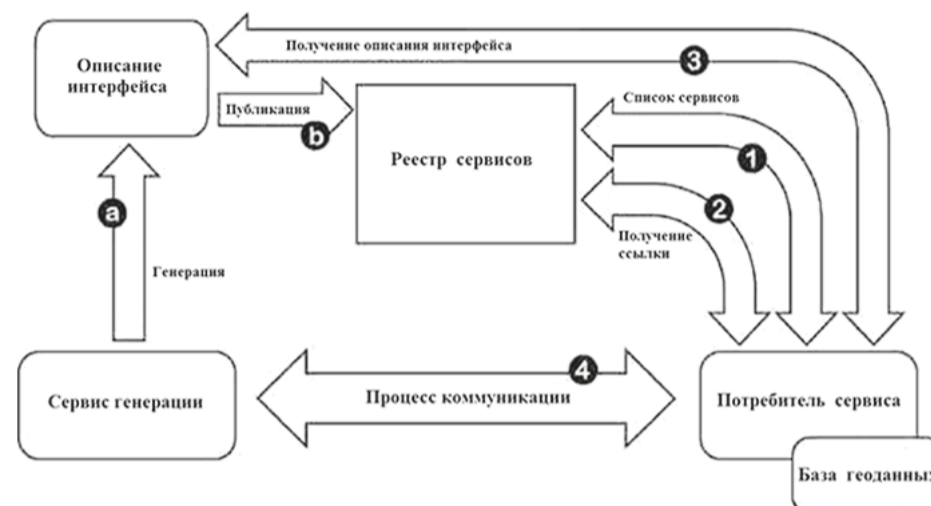 Получение описания интерфейса
3
Описание
интерфейса
Публикация
b
Список сервисов
Реестр сервисов
1
a
2
Получение
ссылки
Генерация
4
Процесс коммуникации
Сервис генерации
Потребитель сервиса
База геоданных